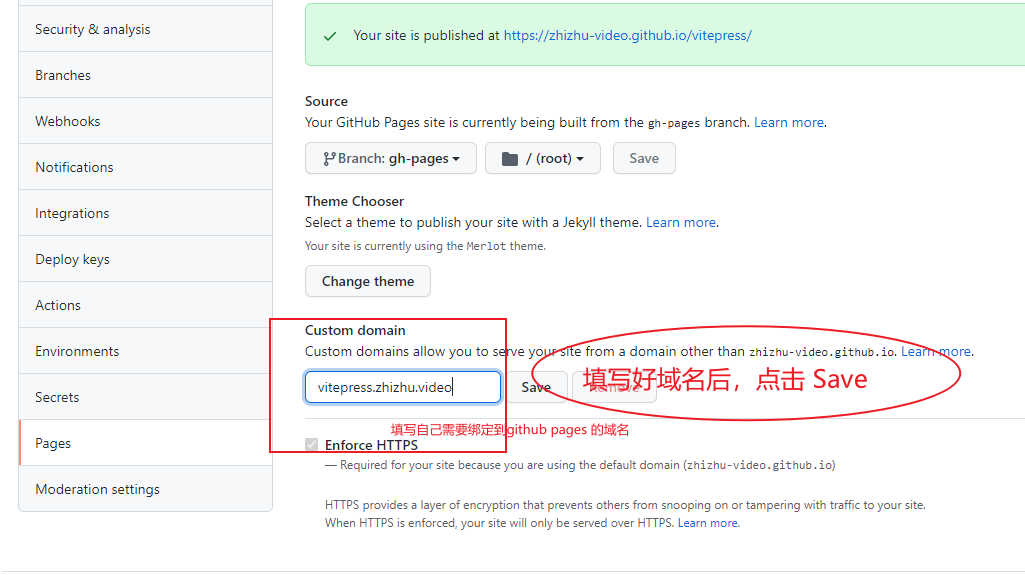 Security & analysis
Branches
Webhooks
Notifications
Integrations
Deploy keys
Actions
Environments
Secrets
Pages
Moderation settings
Your site is published at https://zhizhu-video.github.io/vitepress/
Source
Your GitHub Pages site is currently being built from the gh-pages branch. Learn more.
Branch: gh-pages / (root) Save
Theme Chooser
Select a theme to publish your site with a Jekyll theme. Learn more.
Your site is currently using the Merlot theme.
Change theme
Custom domain
Custom domains allow you to serve your site from a domain other than zhizhu-video.github.io. Learn more.
vitepress.zhizhu.video Save Remove
填写好域名后，点击 Save
填写自己需要绑定到github pages 的域名
Enforce HTTPS
— Required for your site because you are using the default domain (zhizhu-video.github.io)
HTTPS provides a layer of encryption that prevents others from snooping on or tampering with traffic to your site.
When HTTPS is enforced, your site will only be served over HTTPS. Learn more.